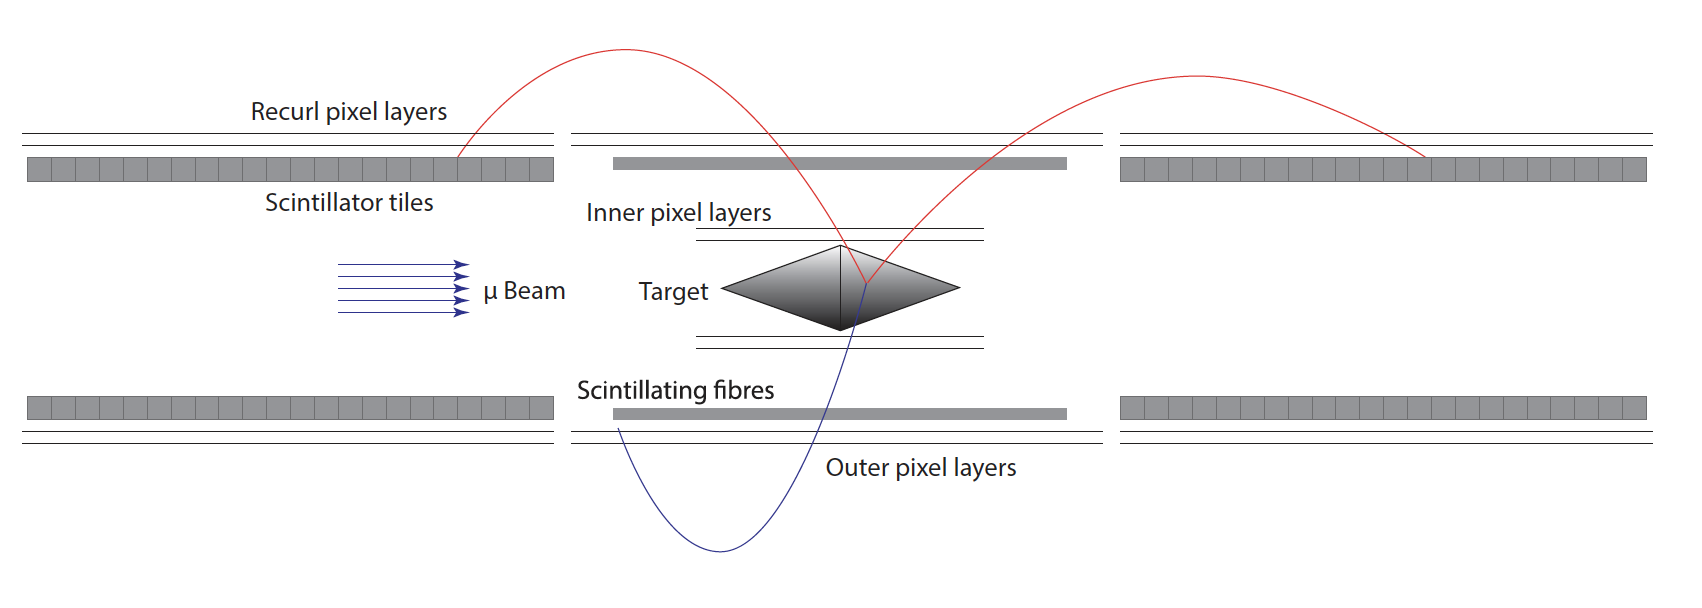 Recurl pixel layers
Scintillator tiles
Inner pixel layers
μ Beam
Target
Scintillating fibres
Outer pixel layers